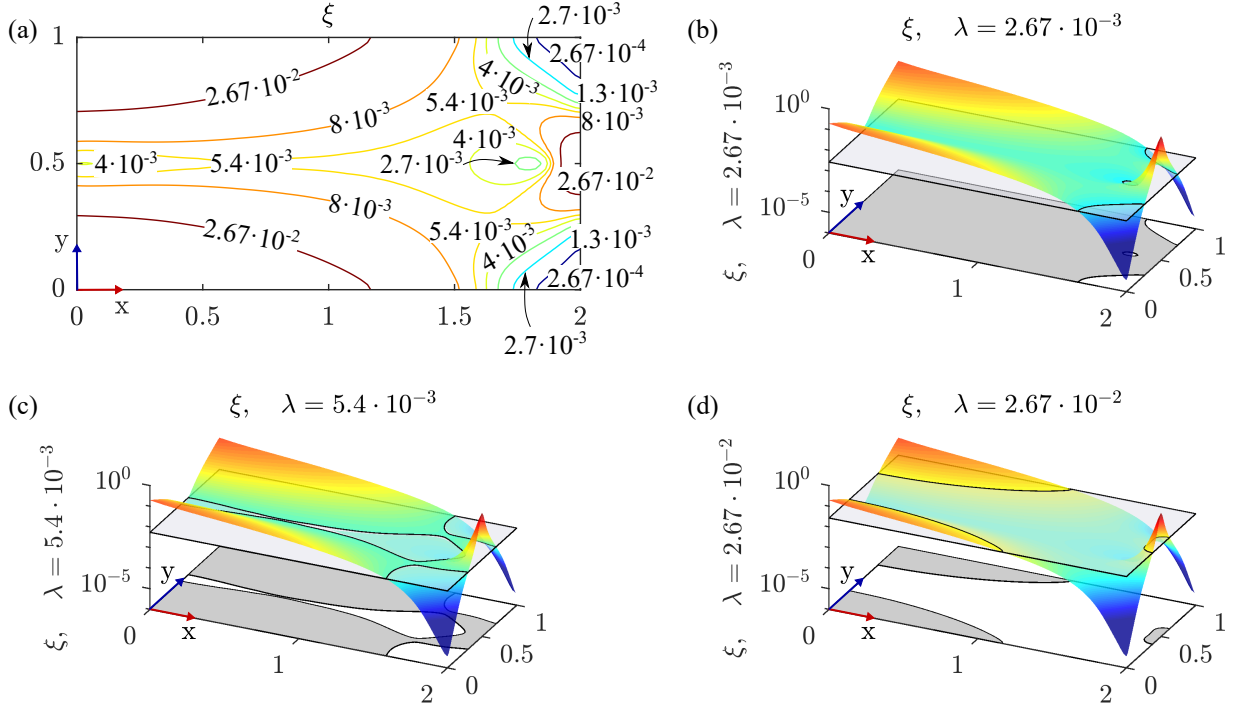 (a)
ξ
2.7·10-3
1
2.67·10-2
2.67·10-4
4·10-3
1.3·10-3
5.4·10-3
8·10-3
8·10-3
4·10-3
0.5
4·10-3
5.4·10-3
2.7·10-3
2.67·10-2
8·10-3
2.67·10-2
5.4·10-3
1.3·10-3
4·10-3
y
2.67·10-4
0
x
0
0.5
1
1.5
2
2.7·10-3
(b)
ξ, λ = 2.67 · 10−3
ξ, λ = 2.67 · 10−3
100
10−5
y
x
0
1
2
0
0.5
1
(c)
ξ, λ = 5.4 · 10−3
ξ, λ = 5.4 · 10−3
100
10−5
y
x
0
1
2
0
0.5
1
(d)
ξ, λ = 2.67 · 10−2
ξ, λ = 2.67 · 10−2
100
10−5
y
x
0
1
2
0
0.5
1